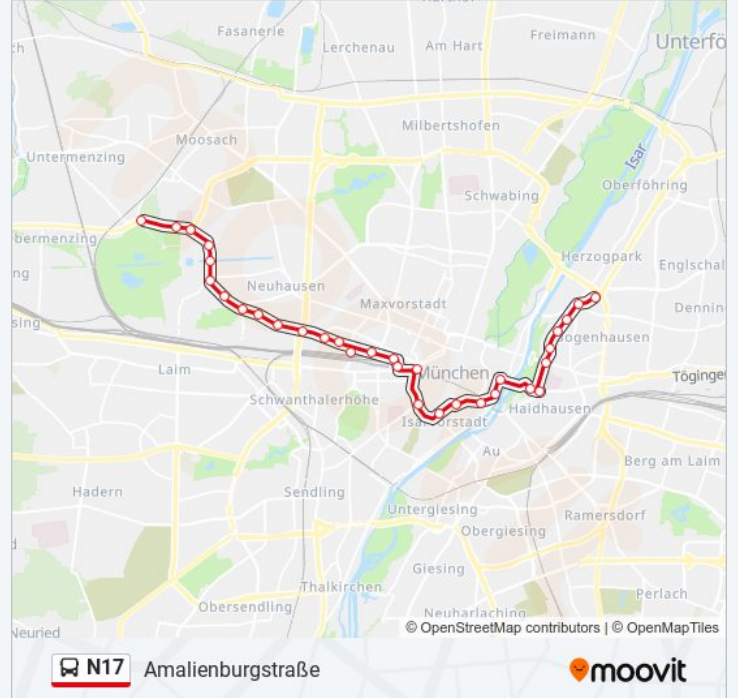 Fasanerie
Lerchenau
Am Hart
Freimann
Unterfö
Moosach
Milbertshofen
Untermenzing
Isar
Schwabing
Oberföhring
bermenzing
Herzogpark
ng
Englschal
Neuhausen
Maxvorstadt
Denning
sing
Bogenhausen
Laim
München
Töginger
Schwanthalerhöhe
Haidhausen
Isarvorstadt
Au
Berg am Laim
Hadern
Sendling
Untergiesing
Ramersdorf
Obergiesing
Giesing
Thalkirchen
Perlach
Obersendling
Neuharlaching
Neuried
© OpenStreetMap contributors | © OpenMapTiles
N17 Amalienburgstraße
moovit